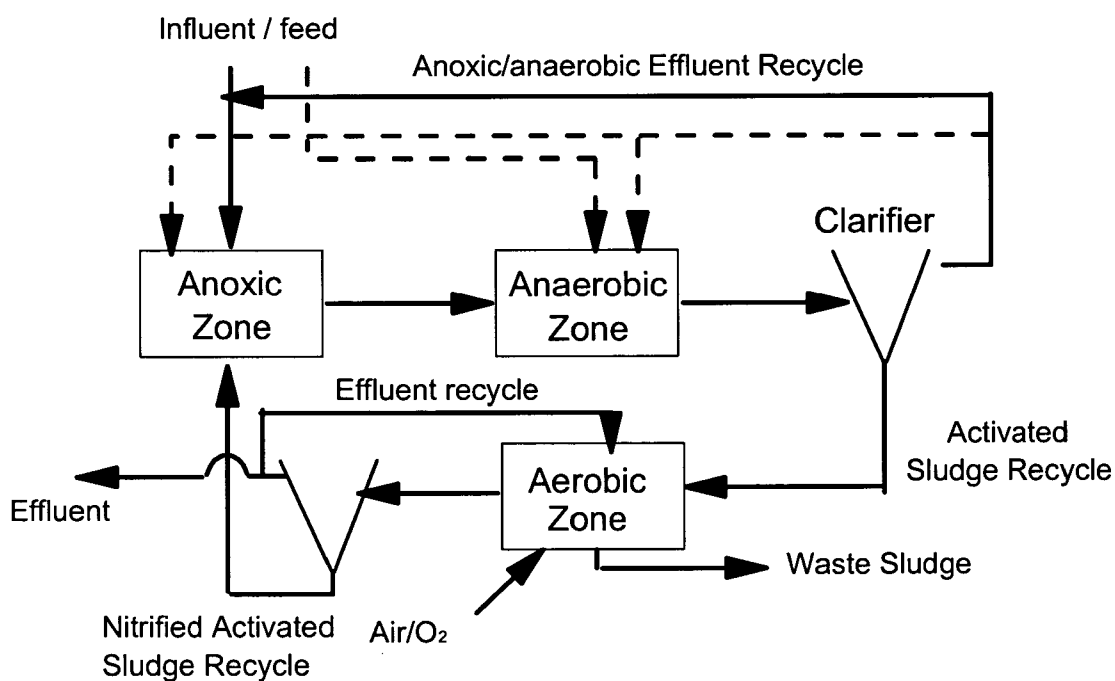 Influent / feed
Anoxic/anaerobic Effluent Recycle
Clarifier
Anoxic
Zone
Anaerobic
Zone
Effluent recycle
Activated
Sludge Recycle
Aerobic
Zone
Effluent
Waste Sludge
Nitrified Activated
Sludge Recycle
Air/O₂